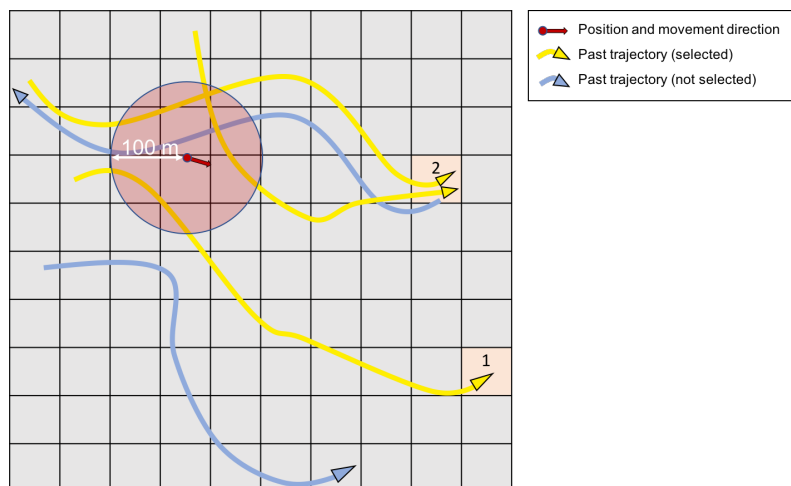 Position and movement direction
Past trajectory (selected)
Past trajectory (not selected)
100 m
2
1